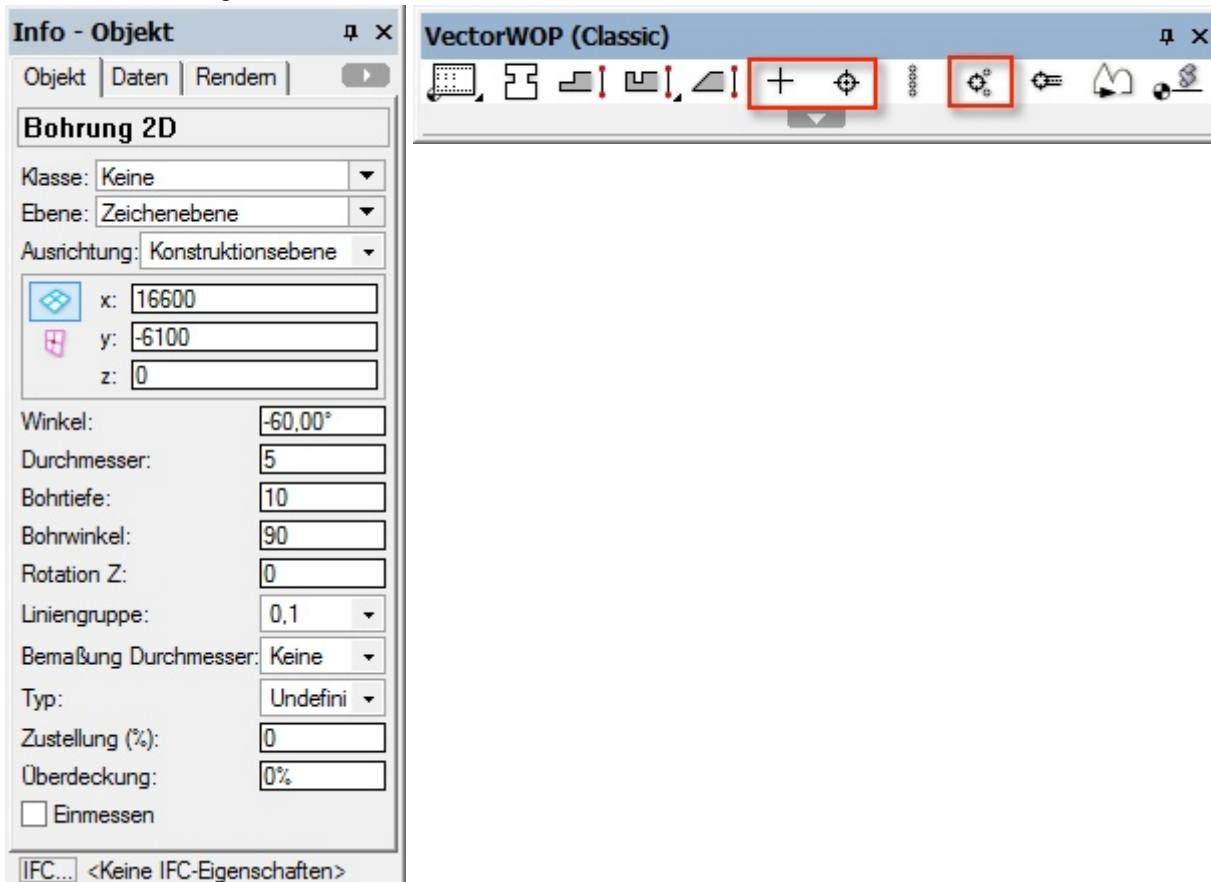 Info - Objekt
Objekt Daten Rendern
Bohrung 2D
Klasse: Keine
Ebene: Zeichenebene
Ausrichtung: Konstruktionsebene
x: 16600
y: -6100
z: 0
Winkel: -60,00°
Durchmesser: 5
Bohrtiefe: 10
Bohrwinkel: 90
Rotation Z: 0
Liniengruppe: 0,1
Bemaßung Durchmesser: Keine
Typ: Undefini
Zustellung (%): 0
Überdeckung: 0%
Einmessen
IFC... <Keine IFC-Eigenschaften>
VectorWOP (Classic)